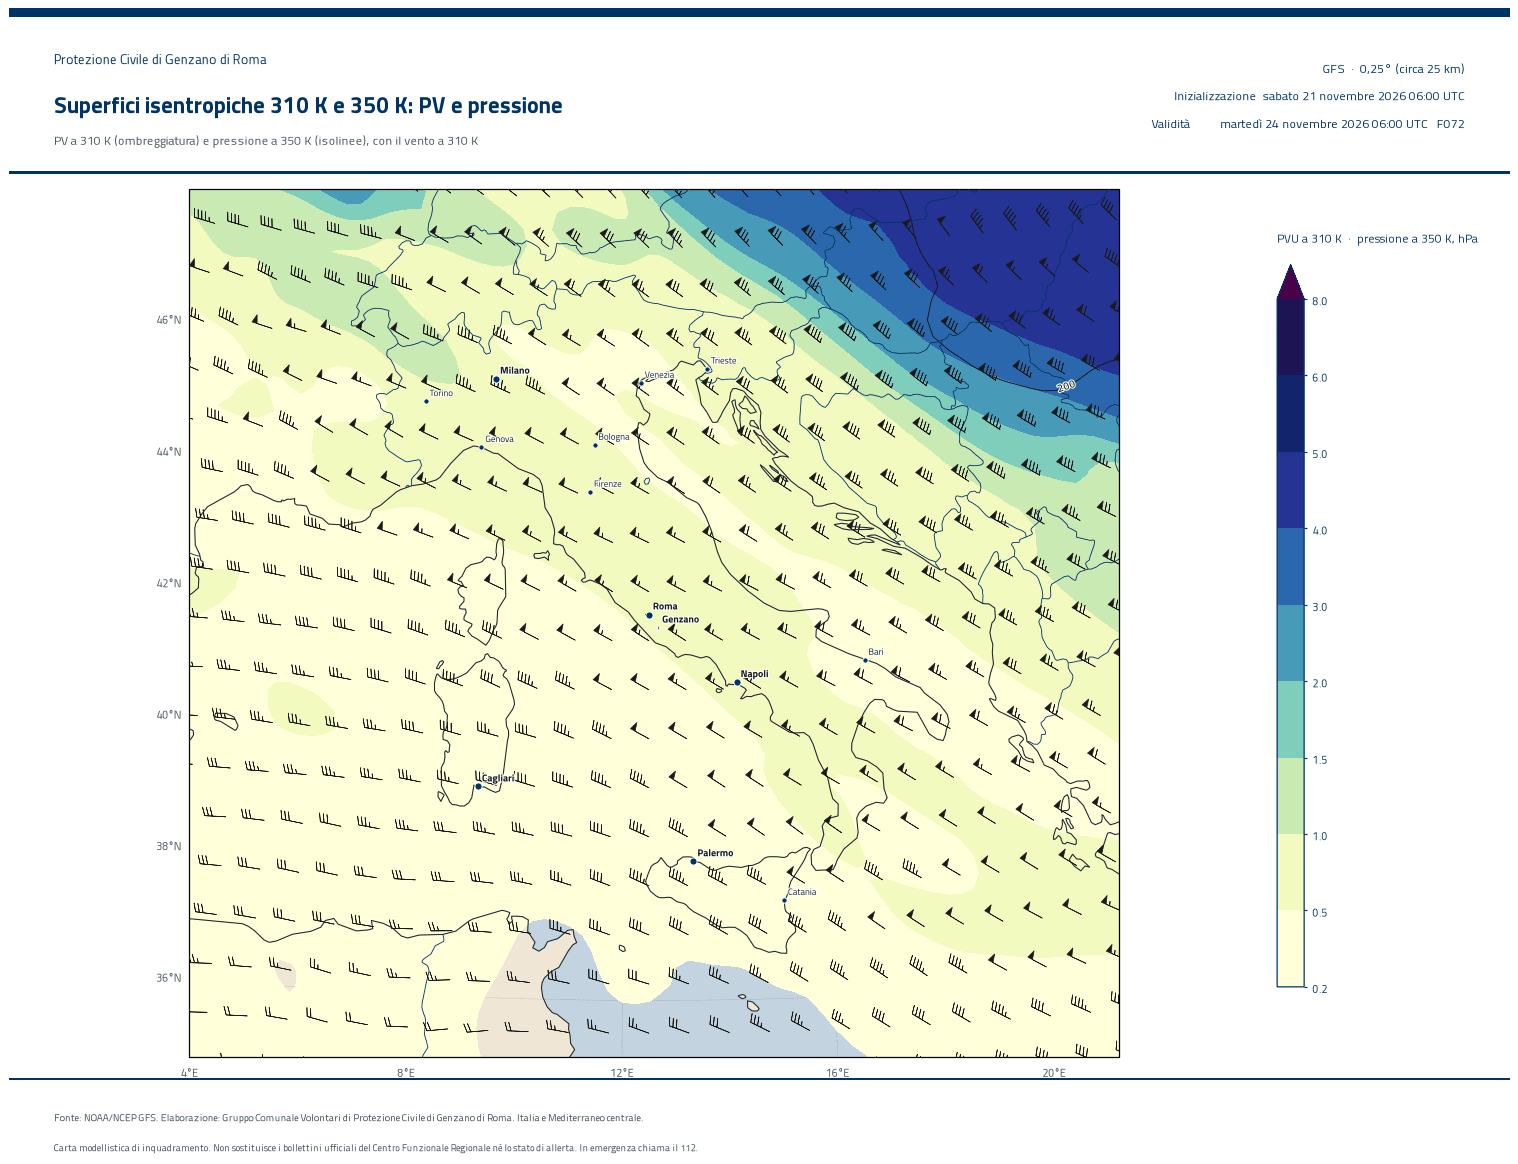 Protezione Civile di Genzano di Roma
Superfici isentropiche 310 K e 350 K: PV e pressione
PV a 310 K (ombreggiatura) e pressione a 350 K (isolinee), con il vento a 310 K
GFS · 0,25° (circa 25 km)
Inizializzazione sabato 21 novembre 2026 06:00 UTC
Validità martedì 24 novembre 2026 06:00 UTC F072
PVU a 310 K · pressione a 350 K, hPa
8.0
6.0
5.0
4.0
3.0
2.0
1.5
1.0
0.5
0.2
46°N
44°N
42°N
40°N
38°N
36°N
4°E
8°E
12°E
16°E
20°E
200
Trieste
Milano
Venezia
Torino
Genova
Bologna
Firenze
Roma
Genzano
Bari
Napoli
Cagliari
Palermo
Catania
Fonte: NOAA/NCEP GFS. Elaborazione: Gruppo Comunale Volontari di Protezione Civile di Genzano di Roma. Italia e Mediterraneo centrale.
Carta modellistica di inquadramento. Non sostituisce i bollettini ufficiali del Centro Funzionale Regionale né lo stato di allerta. In emergenza chiama il 112.